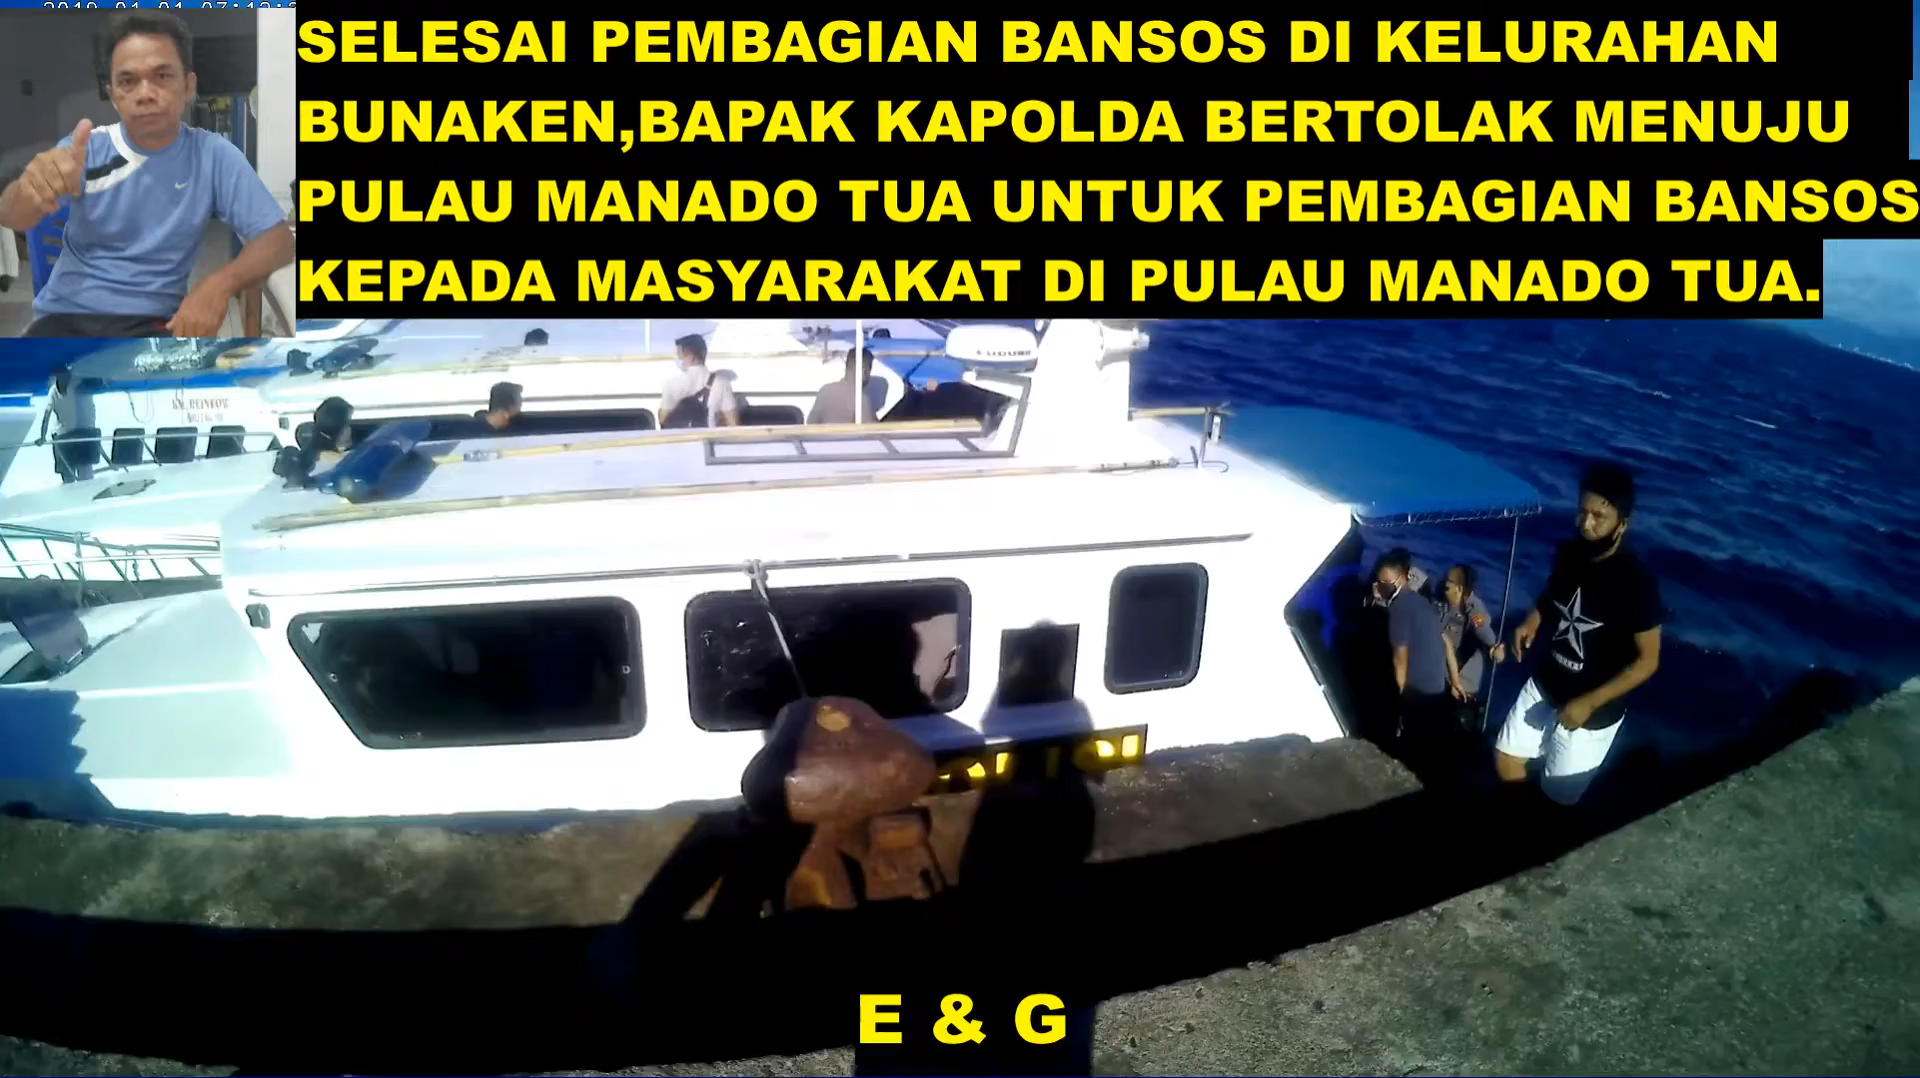 SELESAI PEMBAGIAN BANSOS DI KELURAHAN
BUNAKEN,BAPAK KAPOLDA BERTOLAK MENUJU
PULAU MANADO TUA UNTUK PEMBAGIAN BANSOS
KEPADA MASYARAKAT DI PULAU MANADO TUA.
E & G